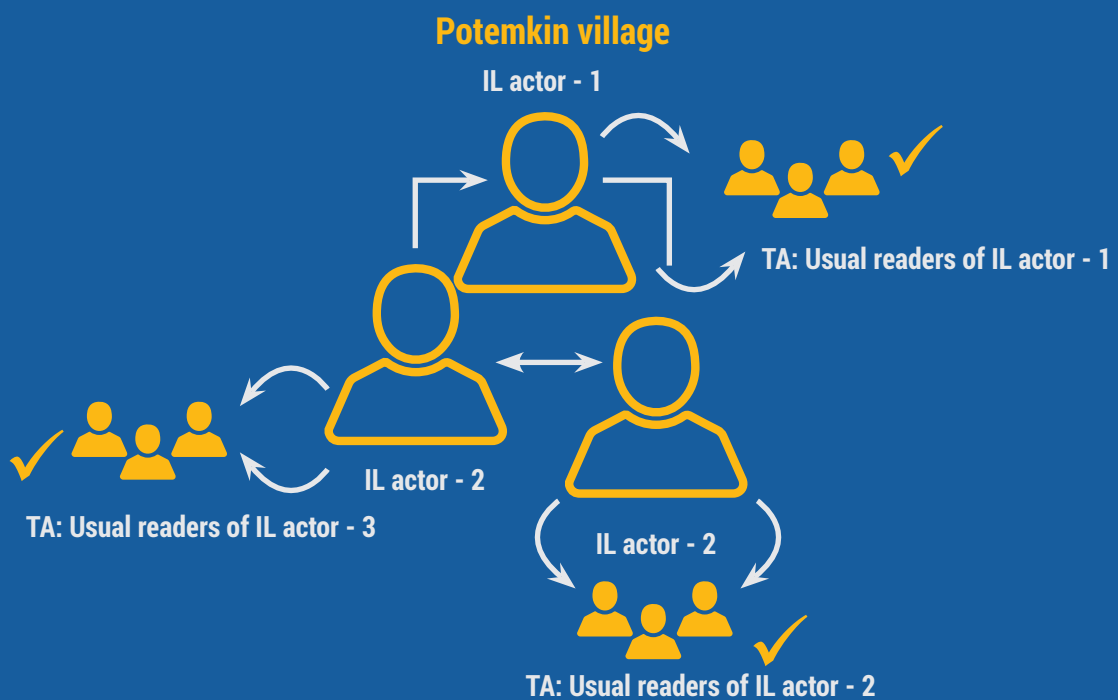 Potemkin village
IL actor - 1
TA: Usual readers of IL actor - 1
IL actor - 2
TA: Usual readers of IL actor - 3
IL actor - 2
TA: Usual readers of IL actor - 2